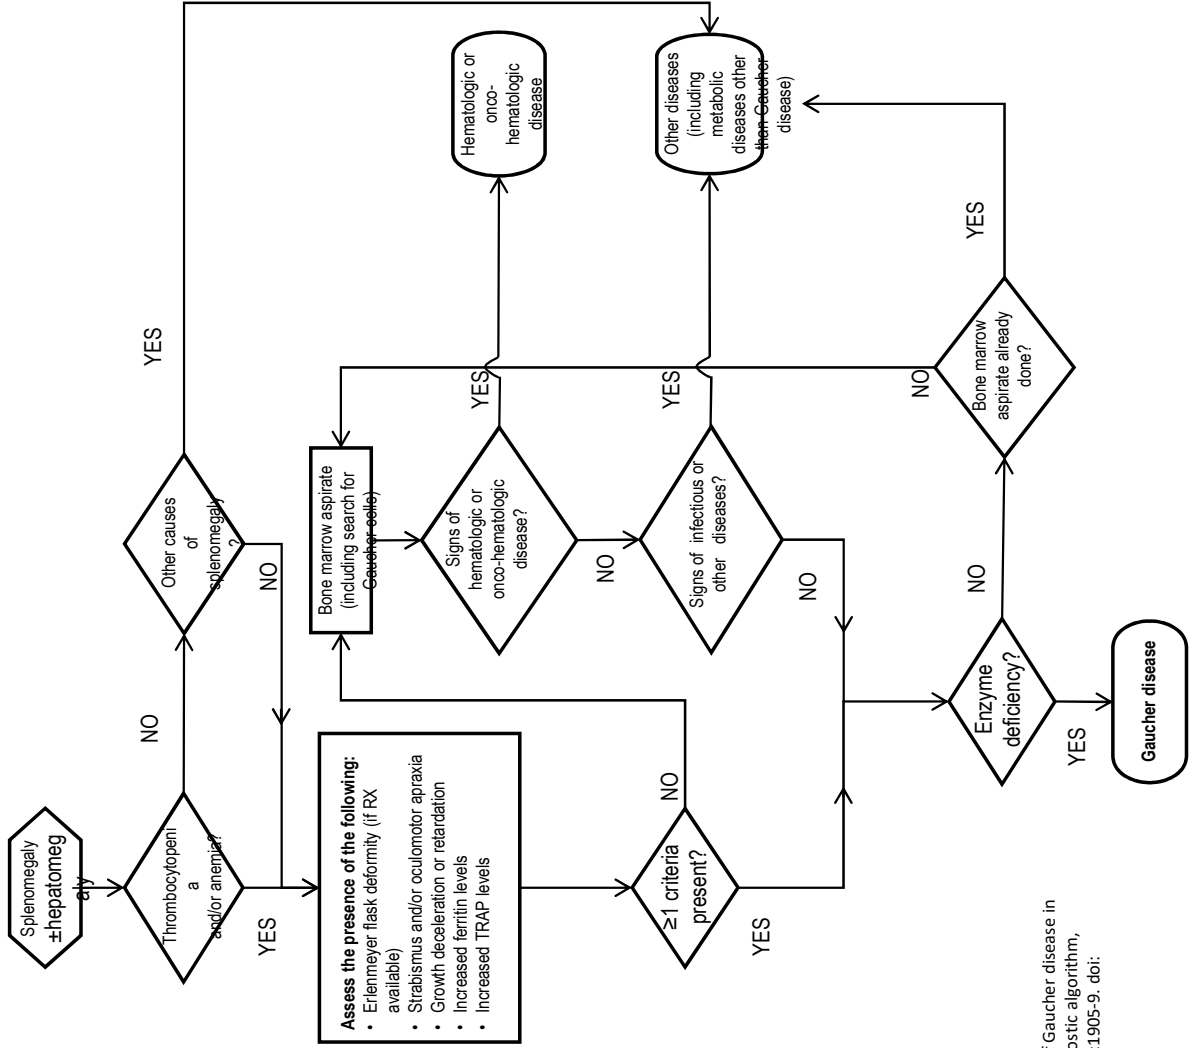 Splenomegaly
±hepatomeg
aly
Thrombocytopeni
a
and/or anemia?
NO
YES
Other causes
of
splenomegaly
?
YES
NO
Assess the presence of the following:
• Erlenmeyer flask deformity (if RX
available)
• Strabismus and/or oculomotor apraxia
• Growth deceleration or retardation
• Increased ferritin levels
• Increased TRAP levels
≥1 criteria
present?
NO
YES
Bone marrow aspirate
(including search for
Gaucher cells)
Signs of
hematologic or
onco-hematologic
disease?
YES
NO
Hematologic or
onco-
hematologic
disease
Signs of infectious or
other diseases?
YES
NO
Other diseases
(including
metabolic
diseases other
than Gaucher
disease)
Enzyme
deficiency?
NO
YES
Bone marrow
aspirate already
done?
NO
YES
Gaucher disease
Gaucher disease in
ostic algorithm,
:1905-9. doi: